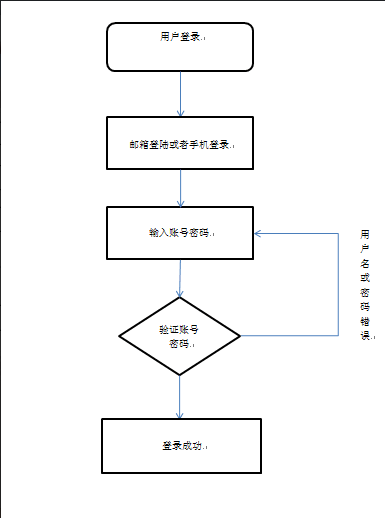 用户登录
邮箱登陆或者手机登录
输入账号密码
用户名或密码错误
验证账号
密码
登录成功